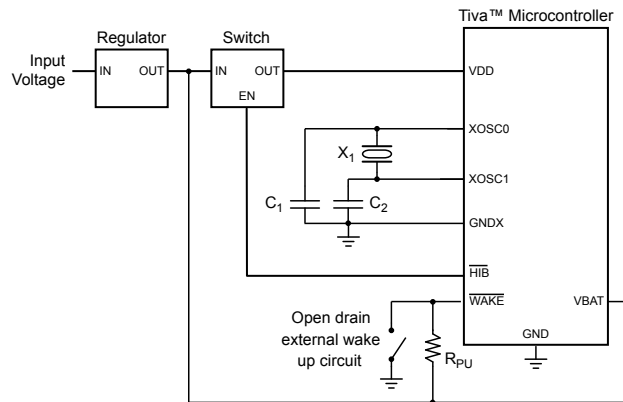 Tiva™ Microcontroller
Regulator
Switch
Input
Voltage
IN
OUT
IN
OUT
EN
VDD
XOSC0
X1
XOSC1
C1
C2
GNDX
HIB
WAKE
VBAT
Open drain
external wake
up circuit
RPU
GND